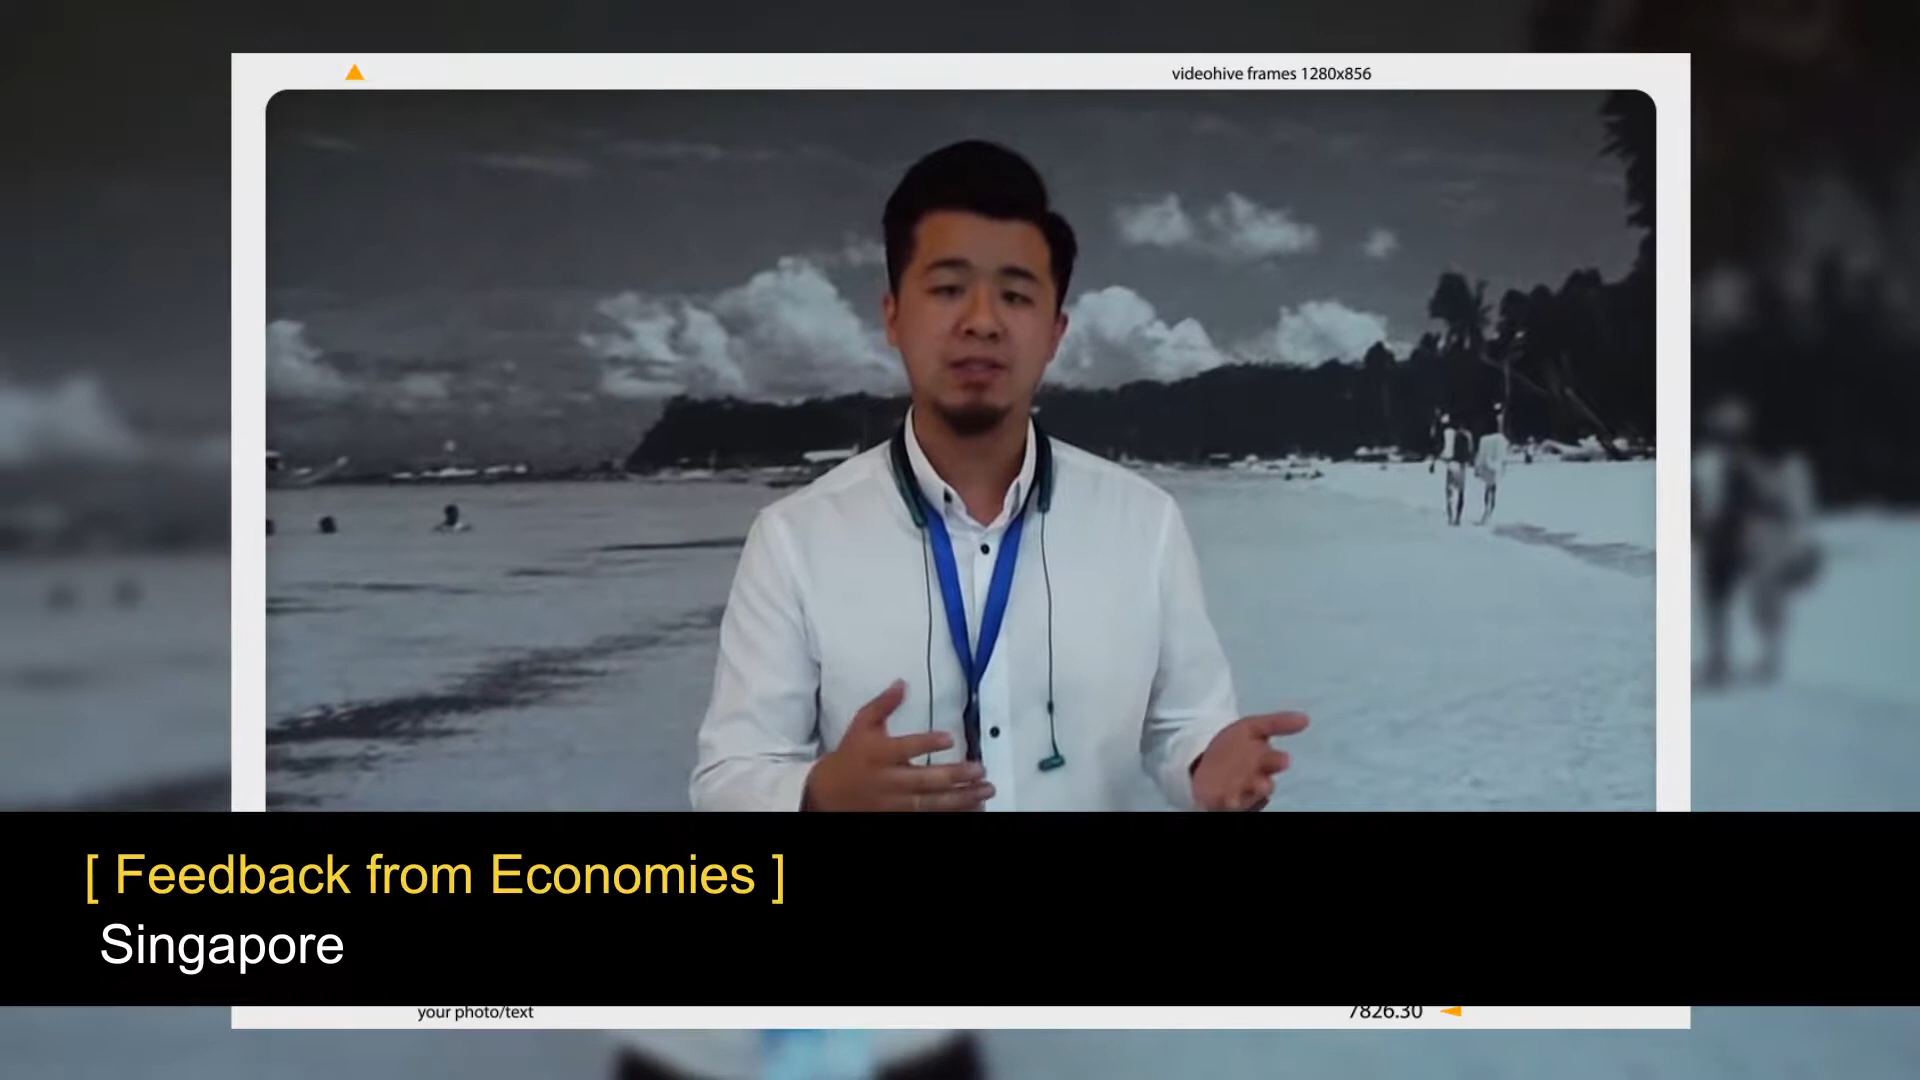 videohive frames 1280x856
[ Feedback from Economies ]
Singapore
your photo/text
7826.30